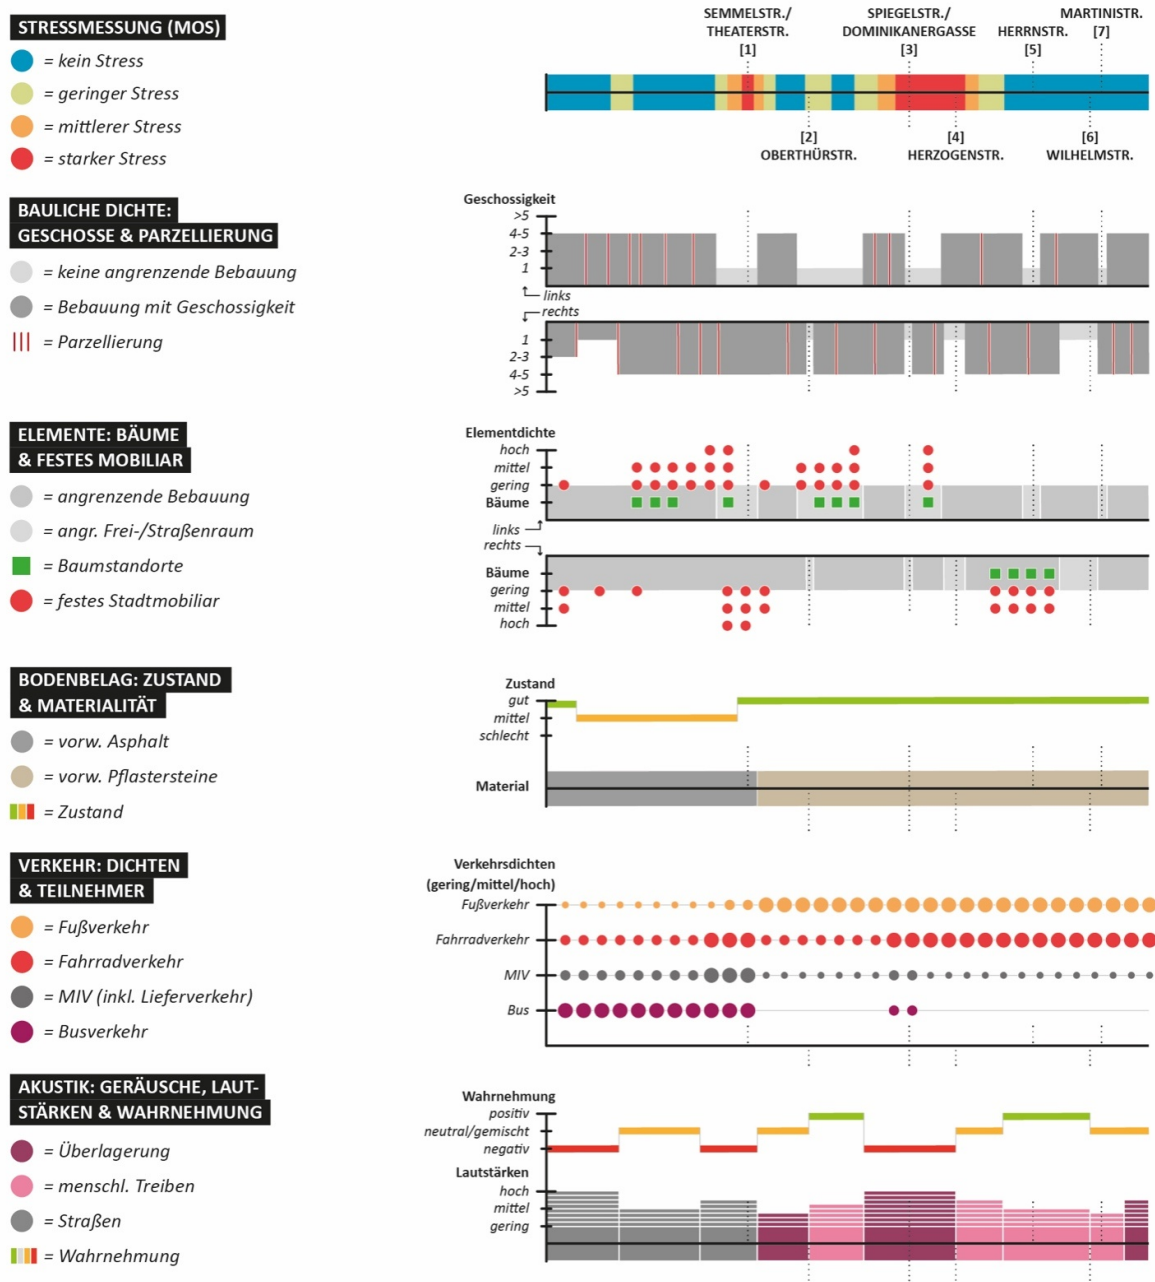 STRESSMESSUNG (MOS)
= kein Stress
= geringer Stress
= mittlerer Stress
= starker Stress
SEMMELSTR./
THEATERSTR.
[1]
SPIEGELSTR./
DOMINIKANERGASSE
[3]
HERRNSTR.
[5]
MARTINISTR.
[7]
[2]
OBERTHÜRSTR.
[4]
HERZOGENSTR.
[6]
WILHELMSTR.
BAULICHE DICHTE:
GESCHOSSE & PARZELLIERUNG
= keine angrenzende Bebauung
= Bebauung mit Geschossigkeit
= Parzellierung
Geschossigkeit
>5
4-5
2-3
1
links
rechts
1
2-3
4-5
>5
ELEMENTE: BÄUME
& FESTES MOBILIAR
= angrenzende Bebauung
= angr. Frei-/Straßenraum
= Baumstandorte
= festes Stadtmobiliar
Elementdichte
hoch
mittel
gering
Bäume
links
rechts
Bäume
gering
mittel
hoch
BODENBELAG: ZUSTAND
& MATERIALITÄT
= vorw. Asphalt
= vorw. Pflastersteine
= Zustand
Zustand
gut
mittel
schlecht
Material
VERKEHR: DICHTEN
& TEILNEHMER
= Fußverkehr
= Fahrradverkehr
= MIV (inkl. Lieferverkehr)
= Busverkehr
Verkehrsdichten
(gering/mittel/hoch)
Fußverkehr
Fahrradverkehr
MIV
Bus
AKUSTIK: GERÄUSCHE, LAUT-
STÄRKEN & WAHRNEHMUNG
= Überlagerung
= menschl. Treiben
= Straßen
= Wahrnehmung
Wahrnehmung
positiv
neutral/gemischt
negativ
Lautstärken
hoch
mittel
gering